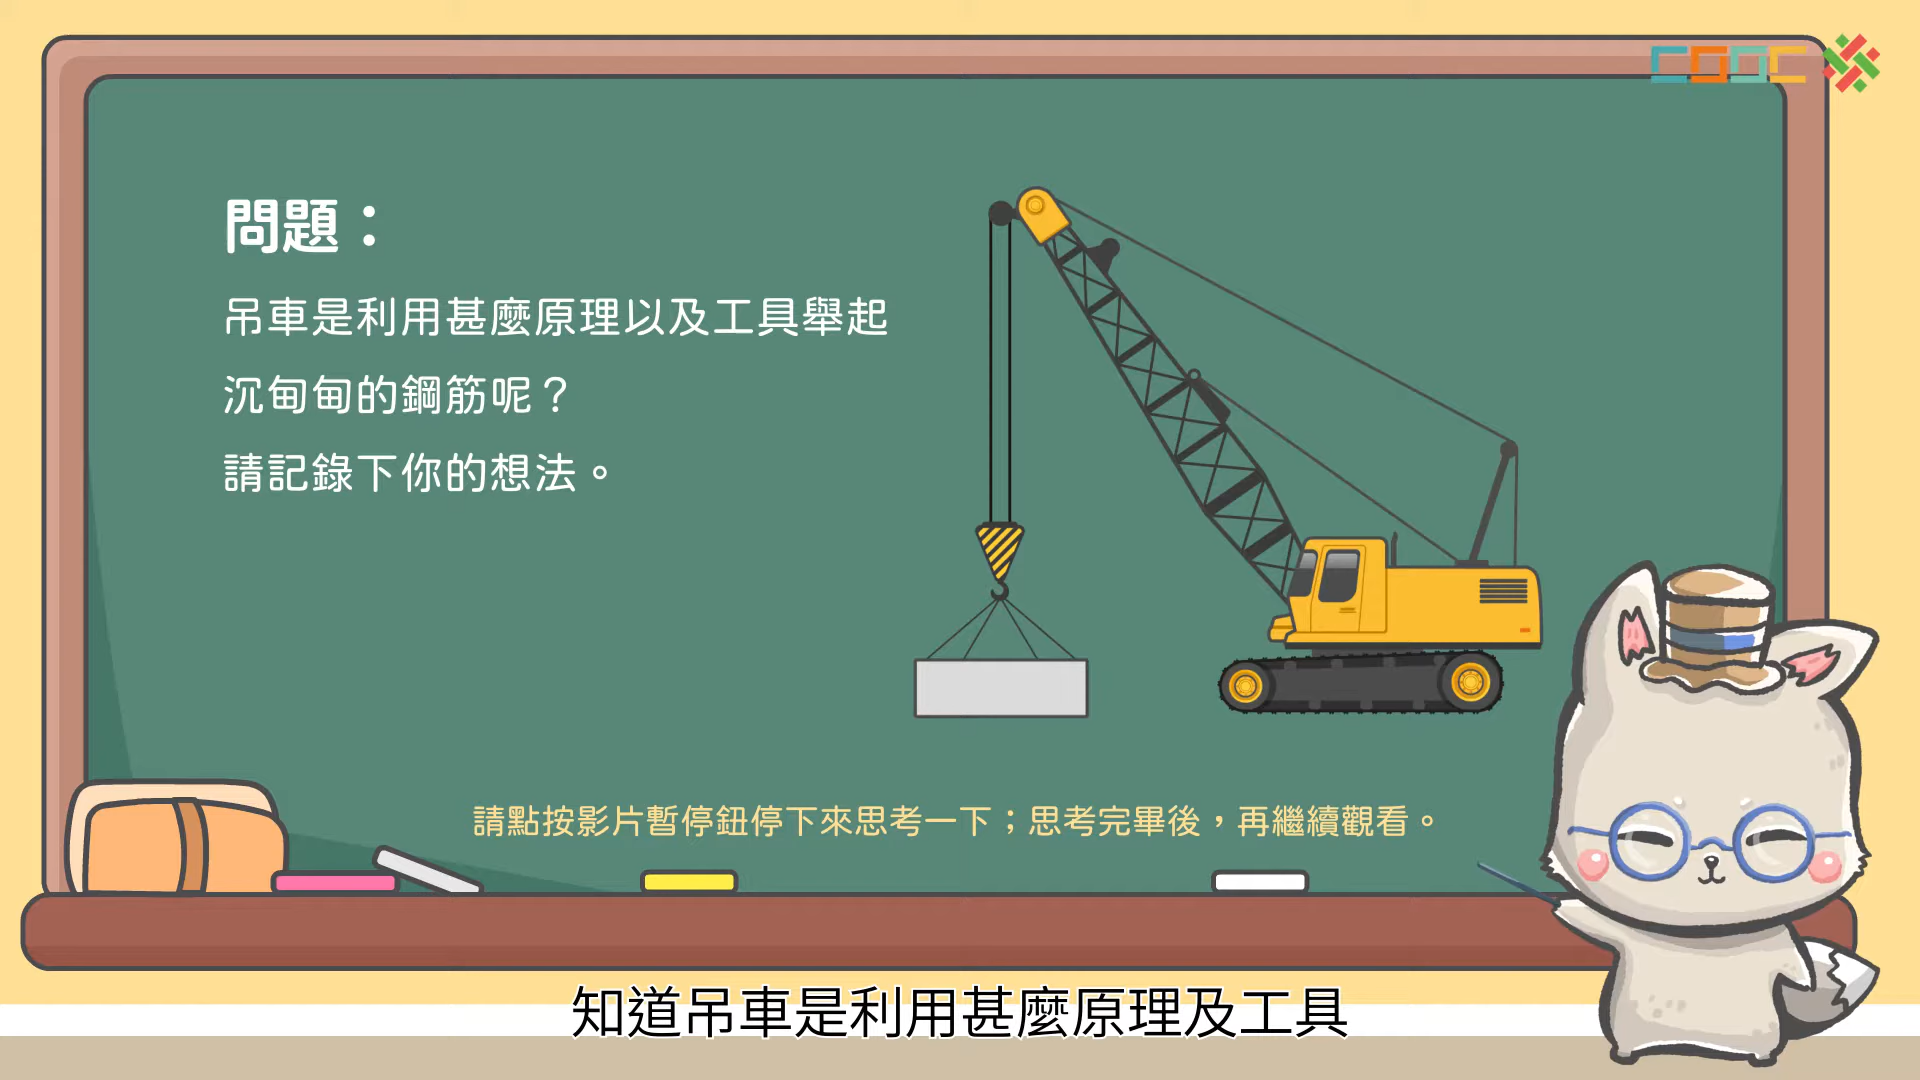 COOC
問題：
吊車是利用甚麼原理以及工具舉起
沉甸甸的鋼筋呢？
請記錄下你的想法。
請點按影片暫停鈕停下來思考一下；思考完畢後，再繼續觀看。
知道吊車是利用甚麼原理及工具